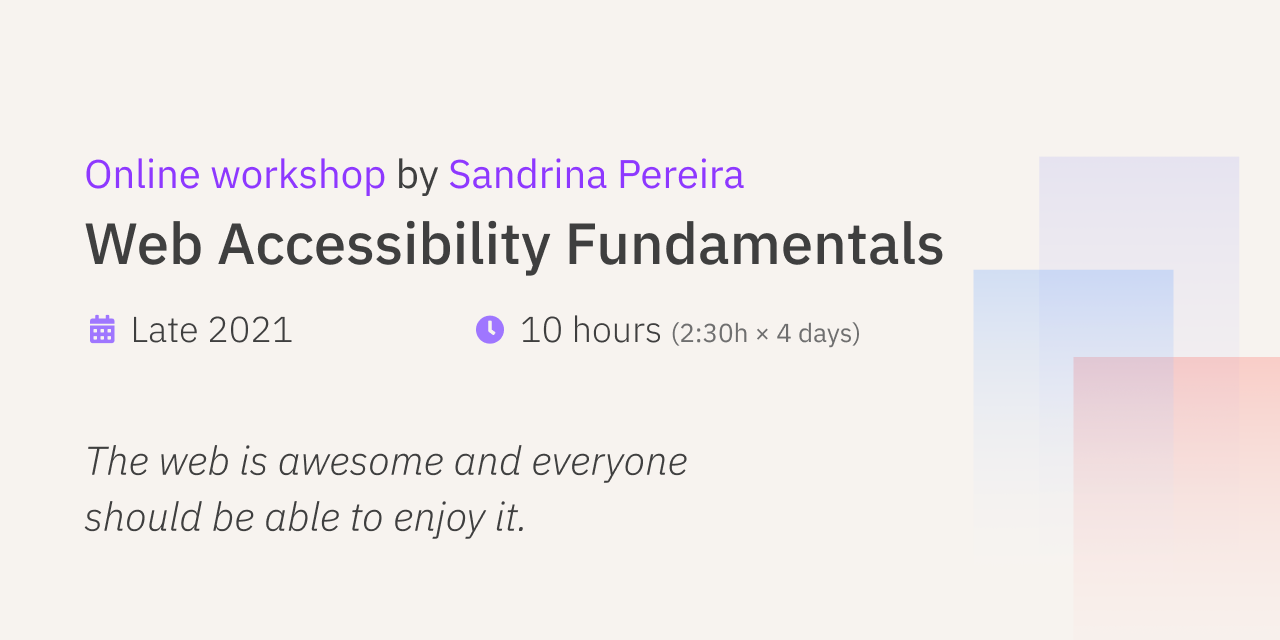 Online workshop by Sandrina Pereira
Web Accessibility Fundamentals
Late 2021
10 hours (2:30h × 4 days)
The web is awesome and everyone
should be able to enjoy it.